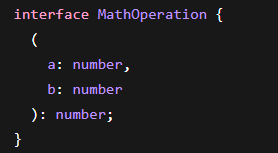 interface MathOperation {
  (
    a: number,
    b: number
  ): number;
}